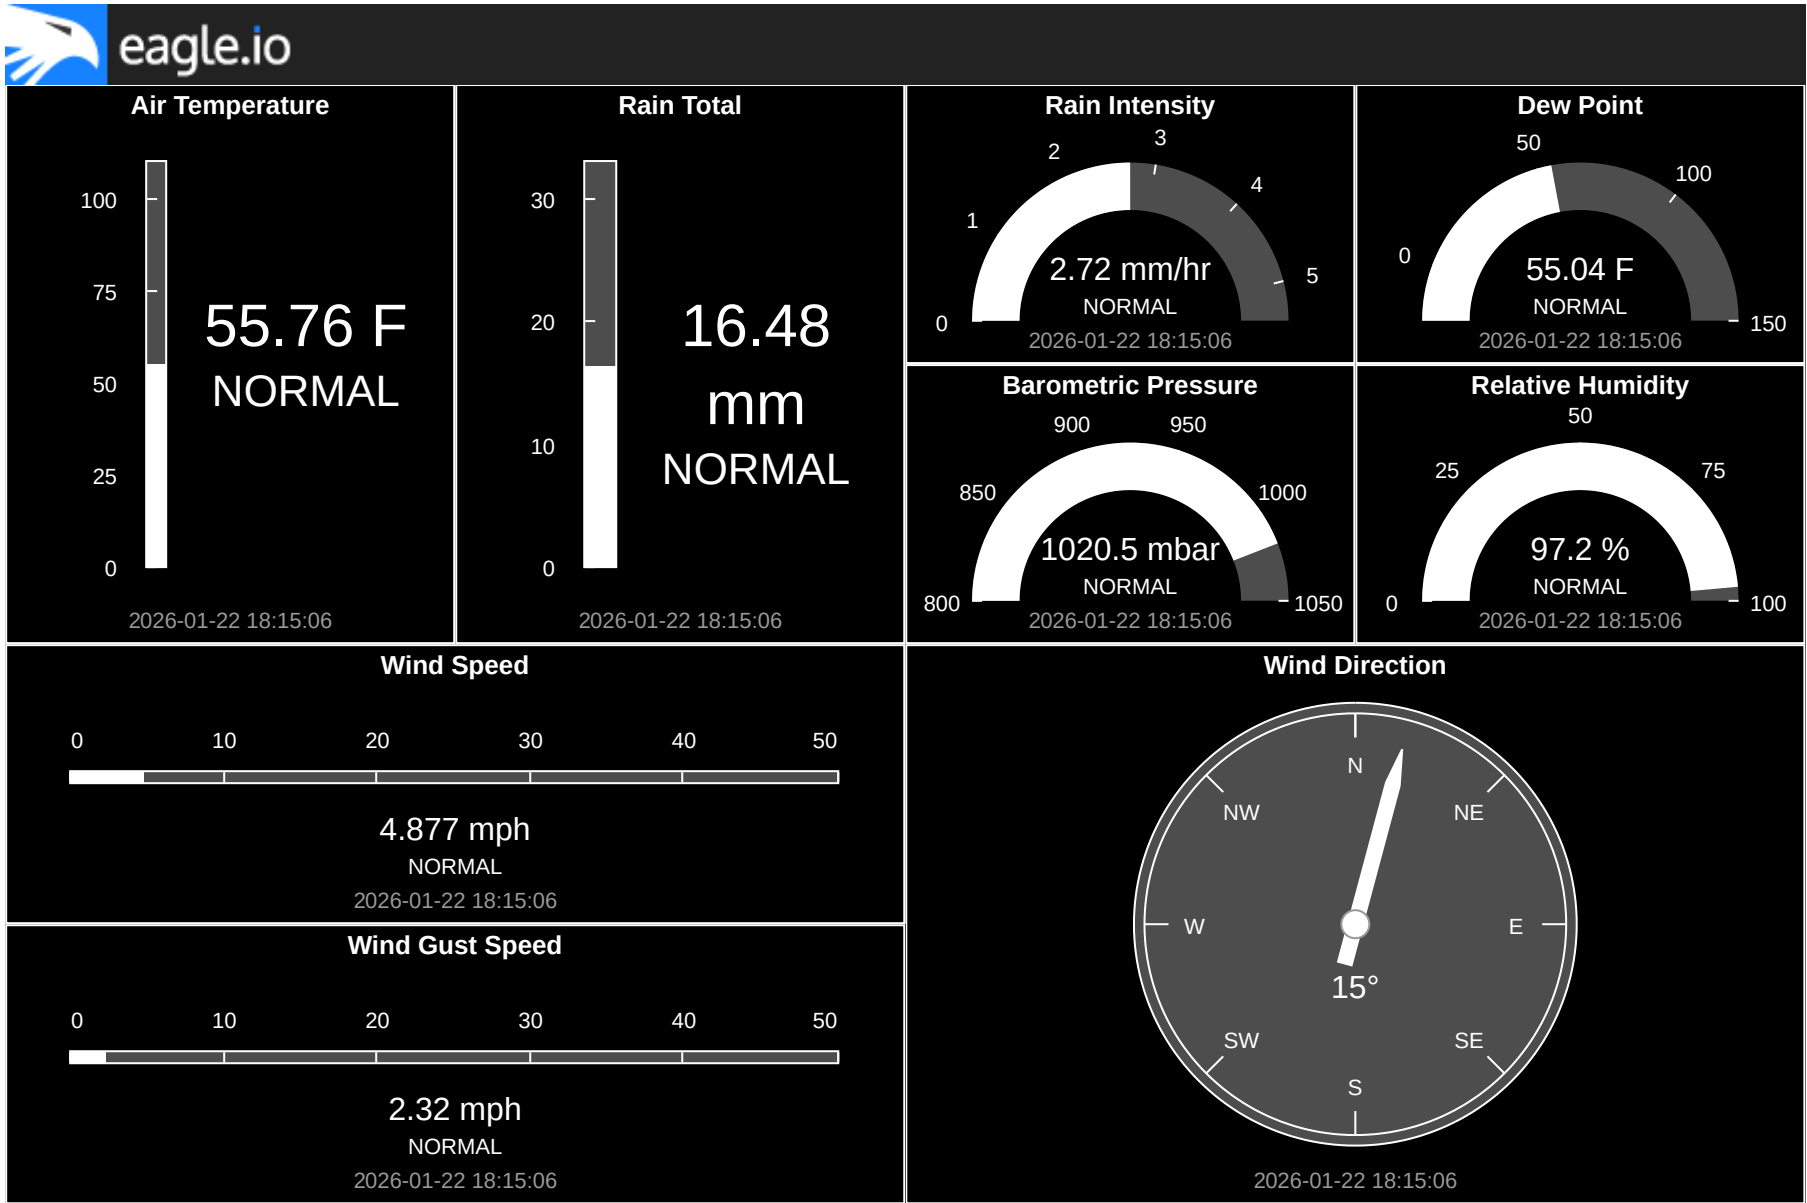 eagle.io
Air Temperature
100
75
50
25
0
55.76 F
NORMAL
2026-01-22 18:15:06
Rain Total
30
20
10
0
16.48
mm
NORMAL
2026-01-22 18:15:06
Rain Intensity
0
1
2
3
4
5
2.72 mm/hr
NORMAL
2026-01-22 18:15:06
Dew Point
0
50
100
150
55.04 F
NORMAL
2026-01-22 18:15:06
Barometric Pressure
800
850
900
950
1000
1050
1020.5 mbar
NORMAL
2026-01-22 18:15:06
Relative Humidity
0
25
50
75
100
97.2 %
NORMAL
2026-01-22 18:15:06
Wind Speed
0 10 20 30 40 50
4.877 mph
NORMAL
2026-01-22 18:15:06
Wind Gust Speed
0 10 20 30 40 50
2.32 mph
NORMAL
2026-01-22 18:15:06
Wind Direction
N
NW NE
W E
15°
SW SE
S
2026-01-22 18:15:06